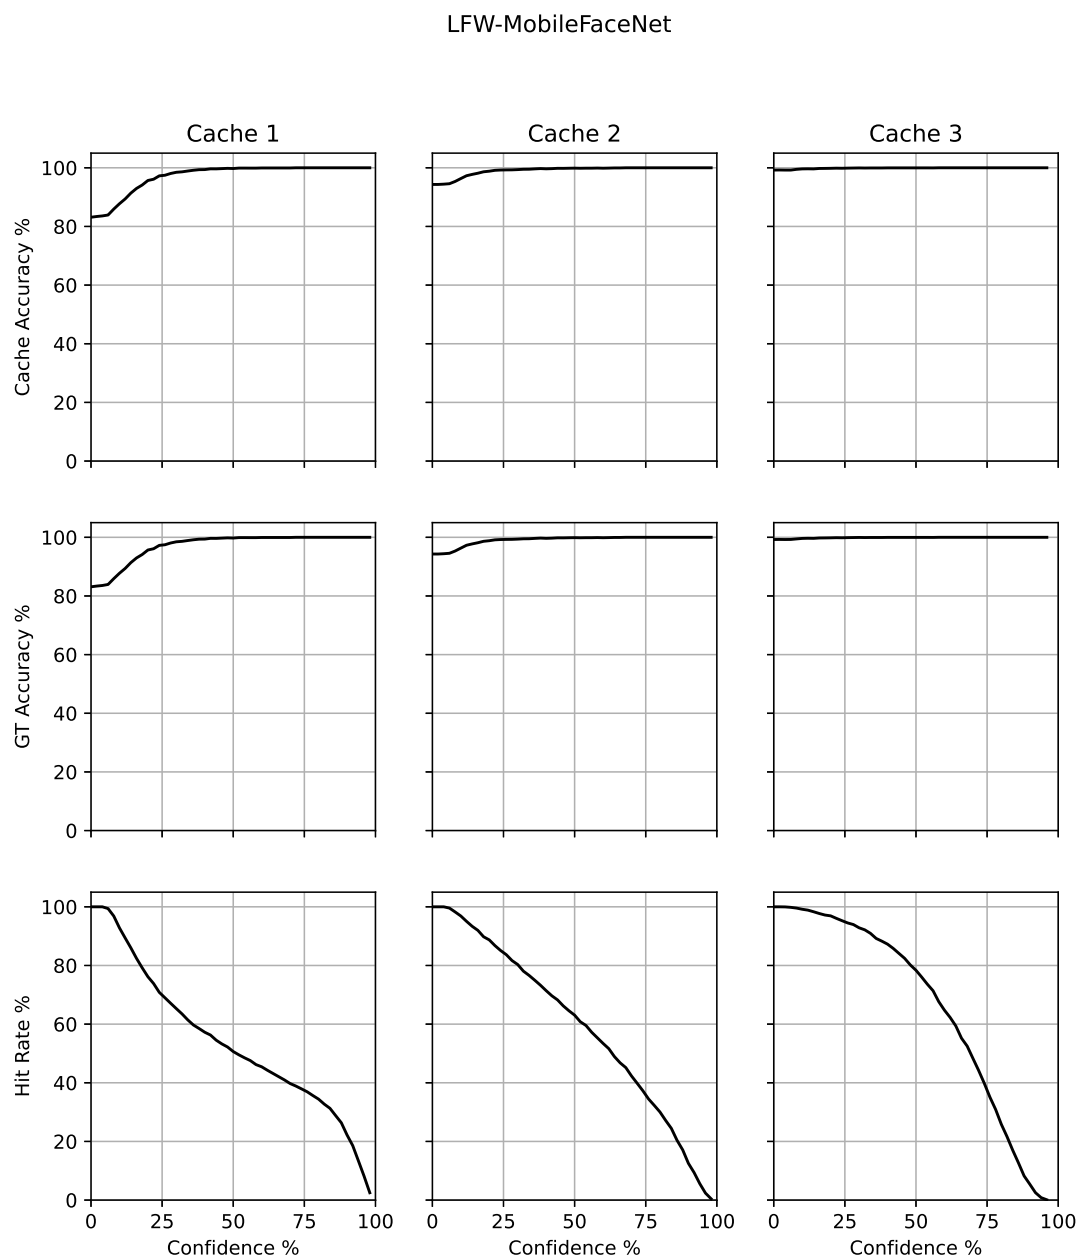 LFW-MobileFaceNet
Cache 1
Cache 2
Cache 3
100
80
60
40
20
0
Cache Accuracy %
100
80
60
40
20
0
GT Accuracy %
100
80
60
40
20
0
Hit Rate %
0 25 50 75 100
0 25 50 75 100
0 25 50 75 100
Confidence %
Confidence %
Confidence %